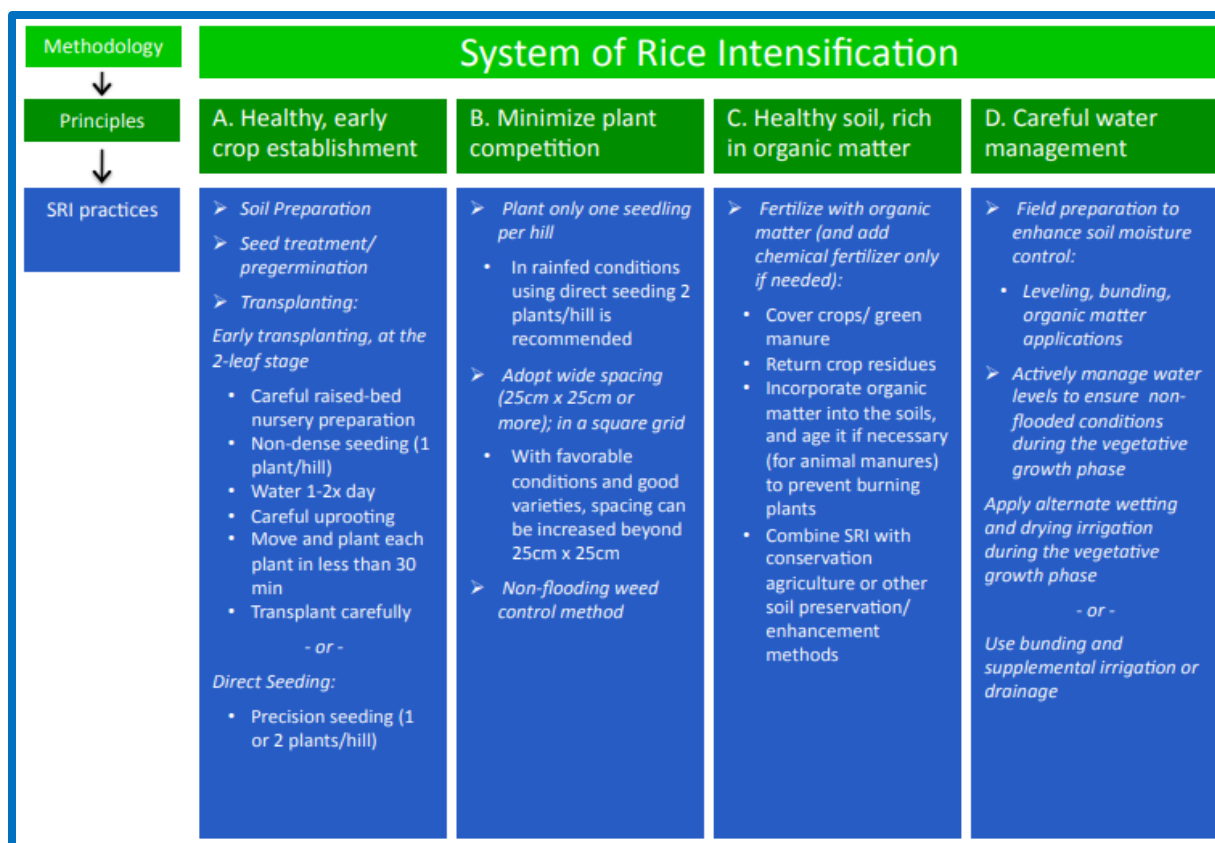 Methodology
System of Rice Intensification
Principles
A. Healthy, early
crop establishment
B. Minimize plant
competition
C. Healthy soil, rich
in organic matter
D. Careful water
management
SRI practices
➢ Soil Preparation
➢ Seed treatment/
pregermination
➢ Transplanting:
Early transplanting, at the
2-leaf stage
• Careful raised-bed
nursery preparation
• Non-dense seeding (1
plant/hill)
• Water 1-2x day
• Careful uprooting
• Move and plant each
plant in less than 30
min
• Transplant carefully
- or -
Direct Seeding:
• Precision seeding (1
or 2 plants/hill)
➢ Plant only one seedling
per hill
• In rainfed conditions
using direct seeding 2
plants/hill is
recommended
➢ Adopt wide spacing
(25cm x 25cm or
more); in a square grid
• With favorable
conditions and good
varieties, spacing can
be increased beyond
25cm x 25cm
➢ Non-flooding weed
control method
➢ Fertilize with organic
matter (and add
chemical fertilizer only
if needed):
• Cover crops/ green
manure
• Return crop residues
• Incorporate organic
matter into the soils,
and age it if necessary
(for animal manures)
to prevent burning
plants
• Combine SRI with
conservation
agriculture or other
soil preservation/
enhancement
methods
➢ Field preparation to
enhance soil moisture
control:
• Leveling, bunding,
organic matter
applications
➢ Actively manage water
levels to ensure non-
flooded conditions
during the vegetative
growth phase
Apply alternate wetting
and drying irrigation
during the vegetative
growth phase
- or -
Use bunding and
supplemental irrigation or
drainage